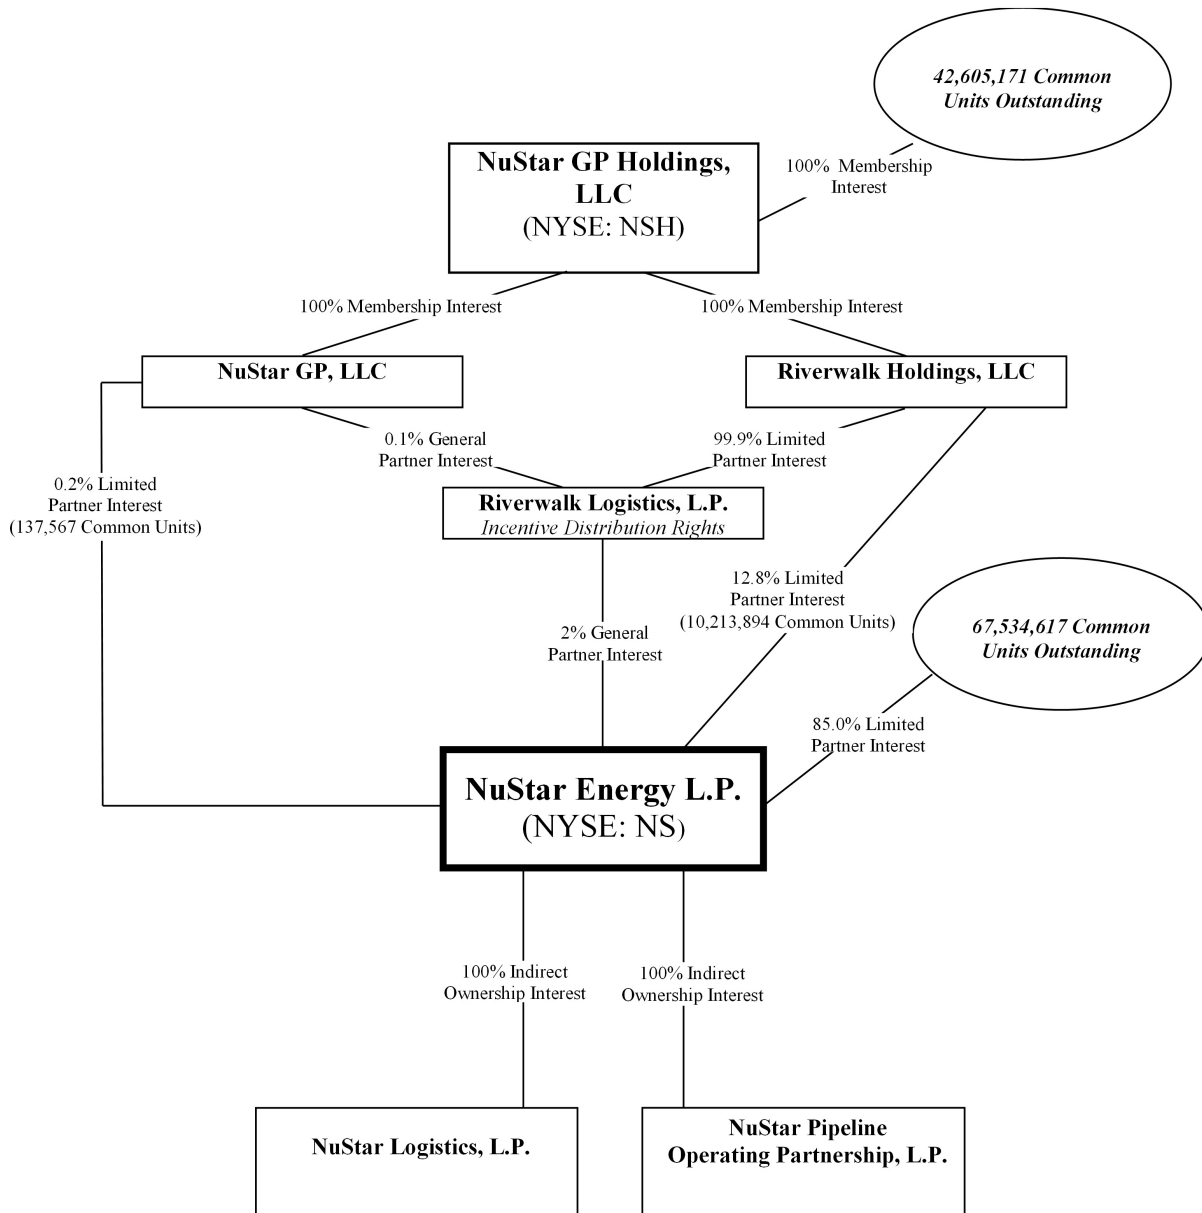 42,605,171 Common
Units Outstanding
NuStar GP Holdings,
LLC
(NYSE: NSH)
100% Membership
Interest
100% Membership Interest
100% Membership Interest
NuStar GP, LLC
Riverwalk Holdings, LLC
0.1% General
Partner Interest
99.9% Limited
Partner Interest
0.2% Limited
Partner Interest
(137,567 Common Units)
Riverwalk Logistics, L.P.
Incentive Distribution Rights
12.8% Limited
Partner Interest
(10,213,894 Common Units)
67,534,617 Common
Units Outstanding
2% General
Partner Interest
85.0% Limited
Partner Interest
NuStar Energy L.P.
(NYSE: NS)
100% Indirect
Ownership Interest
100% Indirect
Ownership Interest
NuStar Logistics, L.P.
NuStar Pipeline
Operating Partnership, L.P.